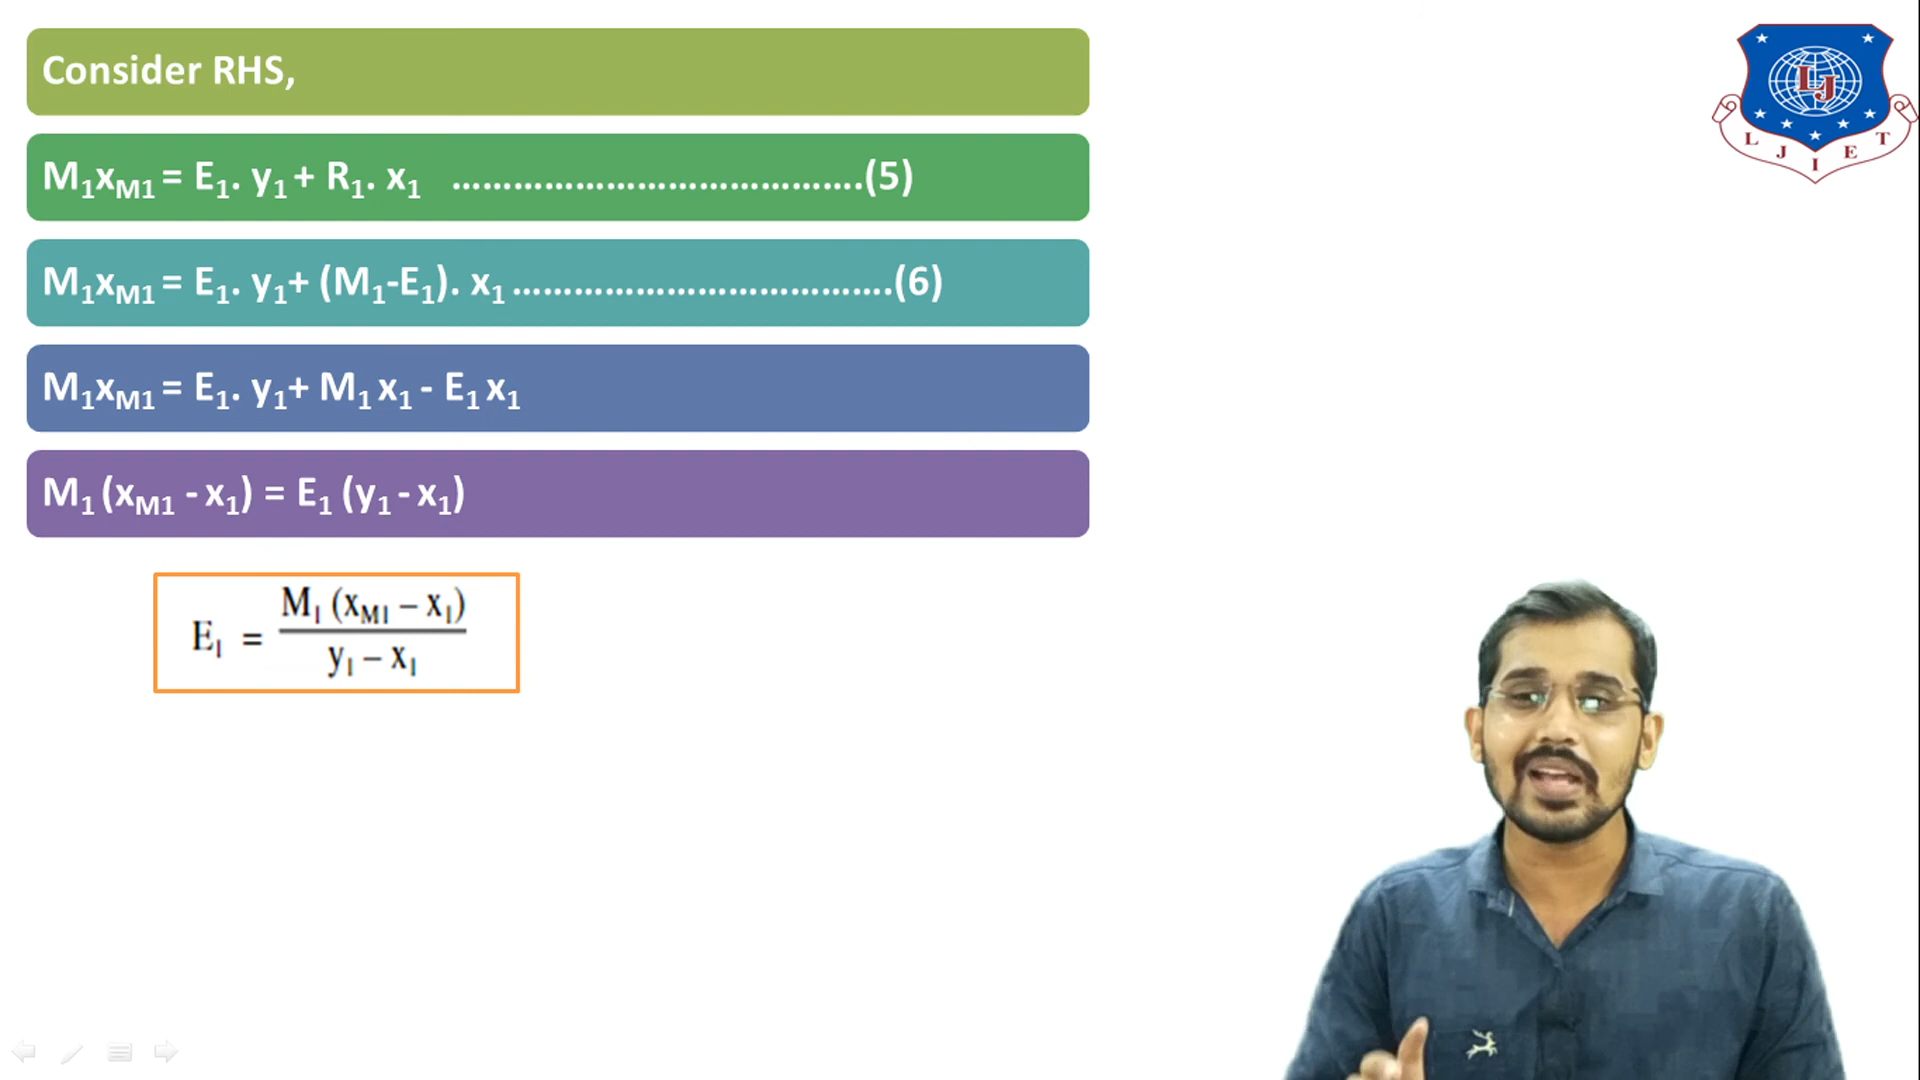 Consider RHS,
M₁xM₁ = E₁. y₁ + R₁. x₁ ……………………………………(5)
M₁xM₁ = E₁. y₁+ (M₁-E₁). x₁…………………………………(6)
M₁xM₁ = E₁. y₁+ M₁ x₁ - E₁ x₁
M₁ (xM₁ - x₁) = E₁ (y₁ - x₁)
E₁ = M₁ (xM₁ – x₁)
y₁ – x₁
LJ
L J I E T